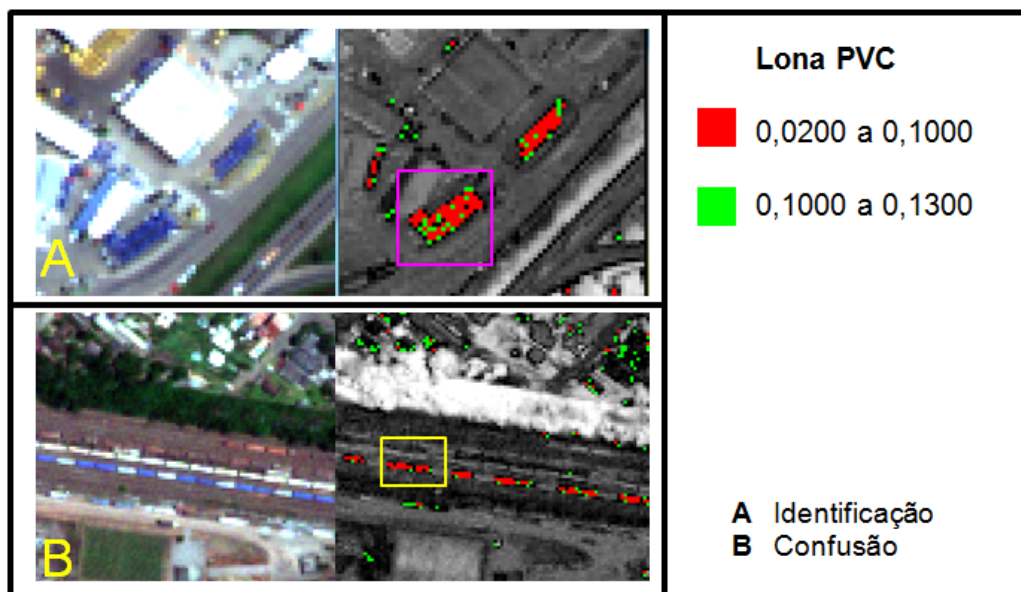 A
B
Lona PVC
0,0200 a 0,1000
0,1000 a 0,1300
A Identificação
B Confusão